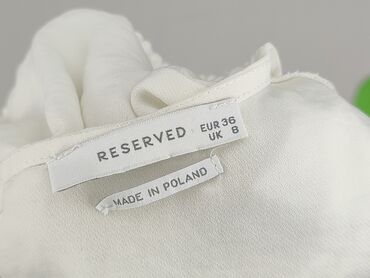 RESERVED
EUR 36
UK 8
MADE IN POLAND